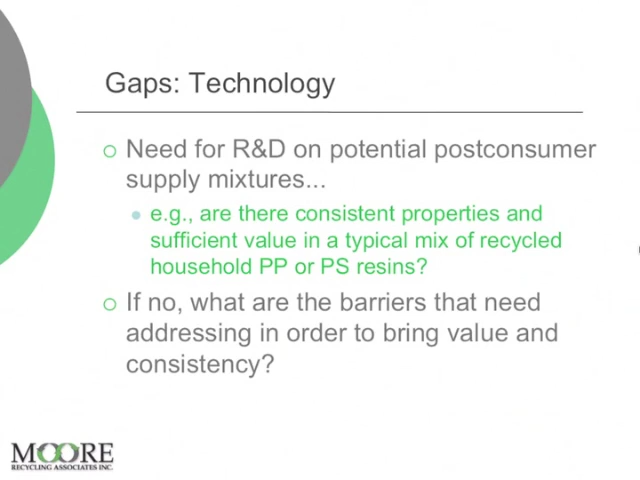 Gaps: Technology
Need for R&D on potential postconsumer
supply mixtures...
e.g., are there consistent properties and
sufficient value in a typical mix of recycled
household PP or PS resins?
If no, what are the barriers that need
addressing in order to bring value and
consistency?
MOORE
RECYCLING ASSOCIATES INC.